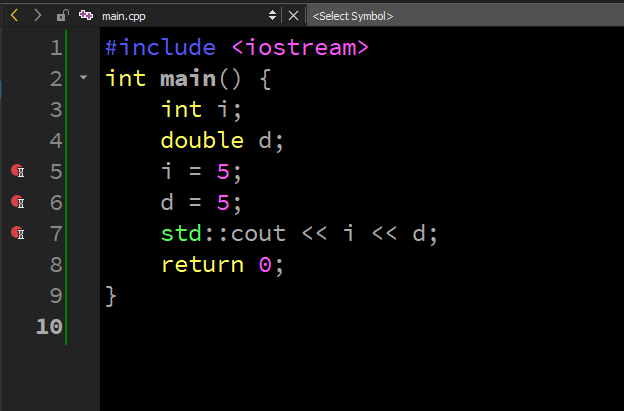 main.cpp <Select Symbol>
1 #include <iostream>
2 int main() {
3     int i;
4     double d;
5     i = 5;
6     d = 5;
7     std::cout << i << d;
8     return 0;
9 }
10